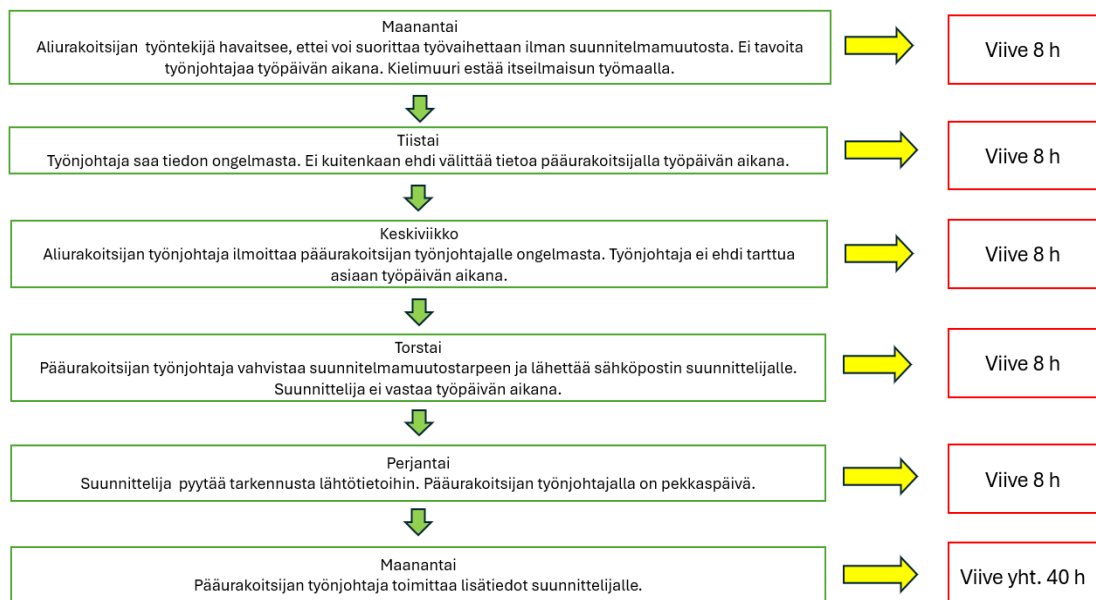 Maanantai
Aliurakoitsijan työntekijä havaitsee, ettei voi suorittaa työvaihettaan ilman suunnitelmamuutosta. Ei tavoita
työnjohtajaa työpäivän aikana. Kielimuuri estää itseilmaisun työmaalla.
Viive 8 h
Tiistai
Työnjohtaja saa tiedon ongelmasta. Ei kuitenkaan ehdi välittää tietoa pääurakoitsijalla työpäivän aikana.
Viive 8 h
Keskiviikko
Aliurakoitsijan työnjohtaja ilmoittaa pääurakoitsijan työnjohtajalle ongelmasta. Työnjohtaja ei ehdi tarttua
asiaan työpäivän aikana.
Viive 8 h
Torstai
Pääurakoitsijan työnjohtaja vahvistaa suunnitelmamuutostarpeen ja lähettää sähköpostin suunnittelijalle.
Suunnittelija ei vastaa työpäivän aikana.
Viive 8 h
Perjantai
Suunnittelija pyytää tarkennusta lähtötietoihin. Pääurakoitsijan työnjohtajalla on pekkaspäivä.
Viive 8 h
Maanantai
Pääurakoitsijan työnjohtaja toimittaa lisätiedot suunnittelijalle.
Viive yht. 40 h